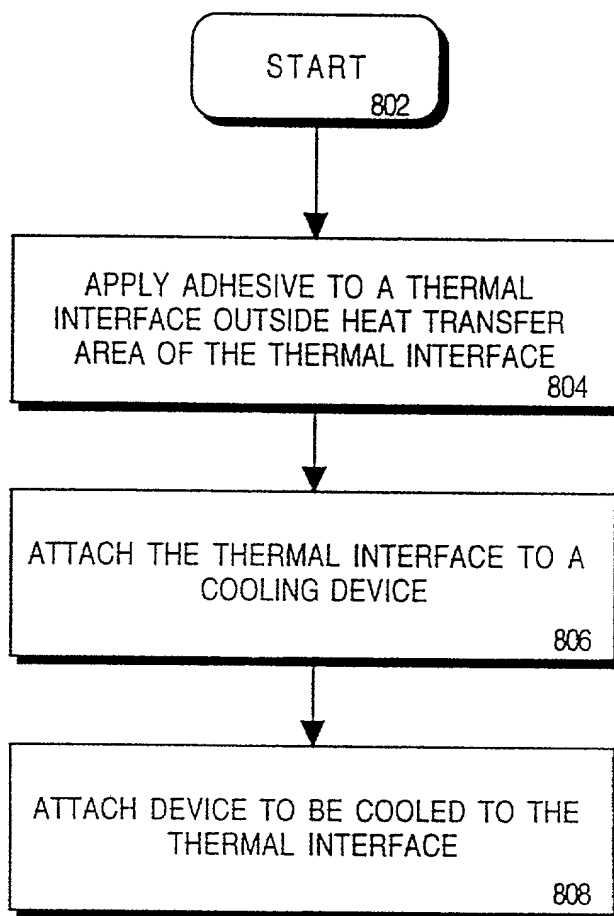 START
802
APPLY ADHESIVE TO A THERMAL
INTERFACE OUTSIDE HEAT TRANSFER
AREA OF THE THERMAL INTERFACE
804
ATTACH THE THERMAL INTERFACE TO A
COOLING DEVICE
806
ATTACH DEVICE TO BE COOLED TO THE
THERMAL INTERFACE
808